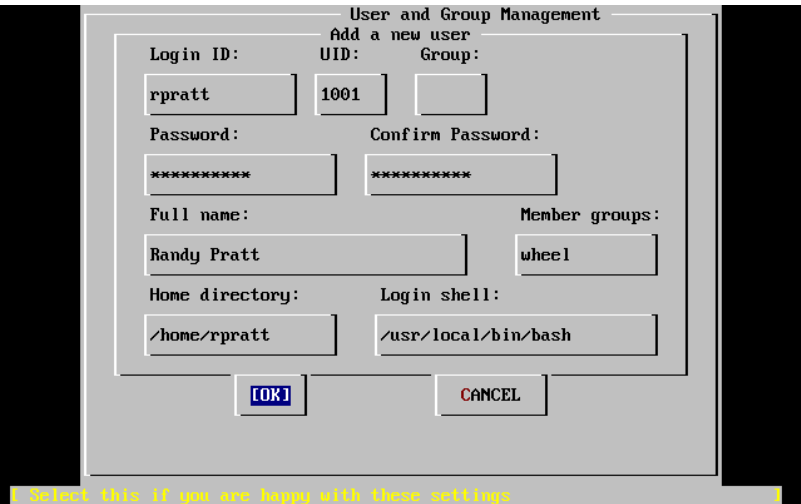 User and Group Management
Add a new user
Login ID: UID: Group:
rpratt 1001
Password: Confirm Password:
********** **********
Full name: Member groups:
Randy Pratt wheel
Home directory: Login shell:
/home/rpratt /usr/local/bin/bash
[OK] CANCEL
[ Select this if you are happy with these settings ]